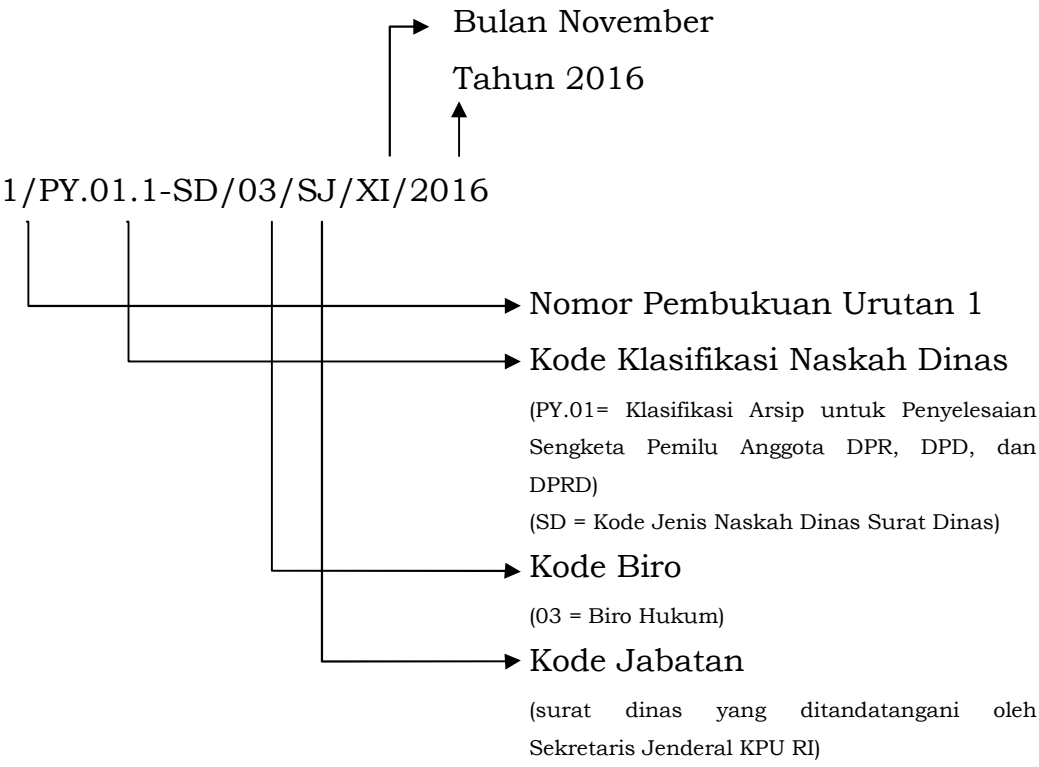 Bulan November
Tahun 2016
1/PY.01.1-SD/03/SJ/XI/2016
Nomor Pembukuan Urutan 1
Kode Klasifikasi Naskah Dinas
(PY.01= Klasifikasi Arsip untuk Penyelesaian
Sengketa Pemilu Anggota DPR, DPD, dan
DPRD)
(SD = Kode Jenis Naskah Dinas Surat Dinas)
Kode Biro
(03 = Biro Hukum)
Kode Jabatan
(surat dinas yang ditandatangani oleh
Sekretaris Jenderal KPU RI)